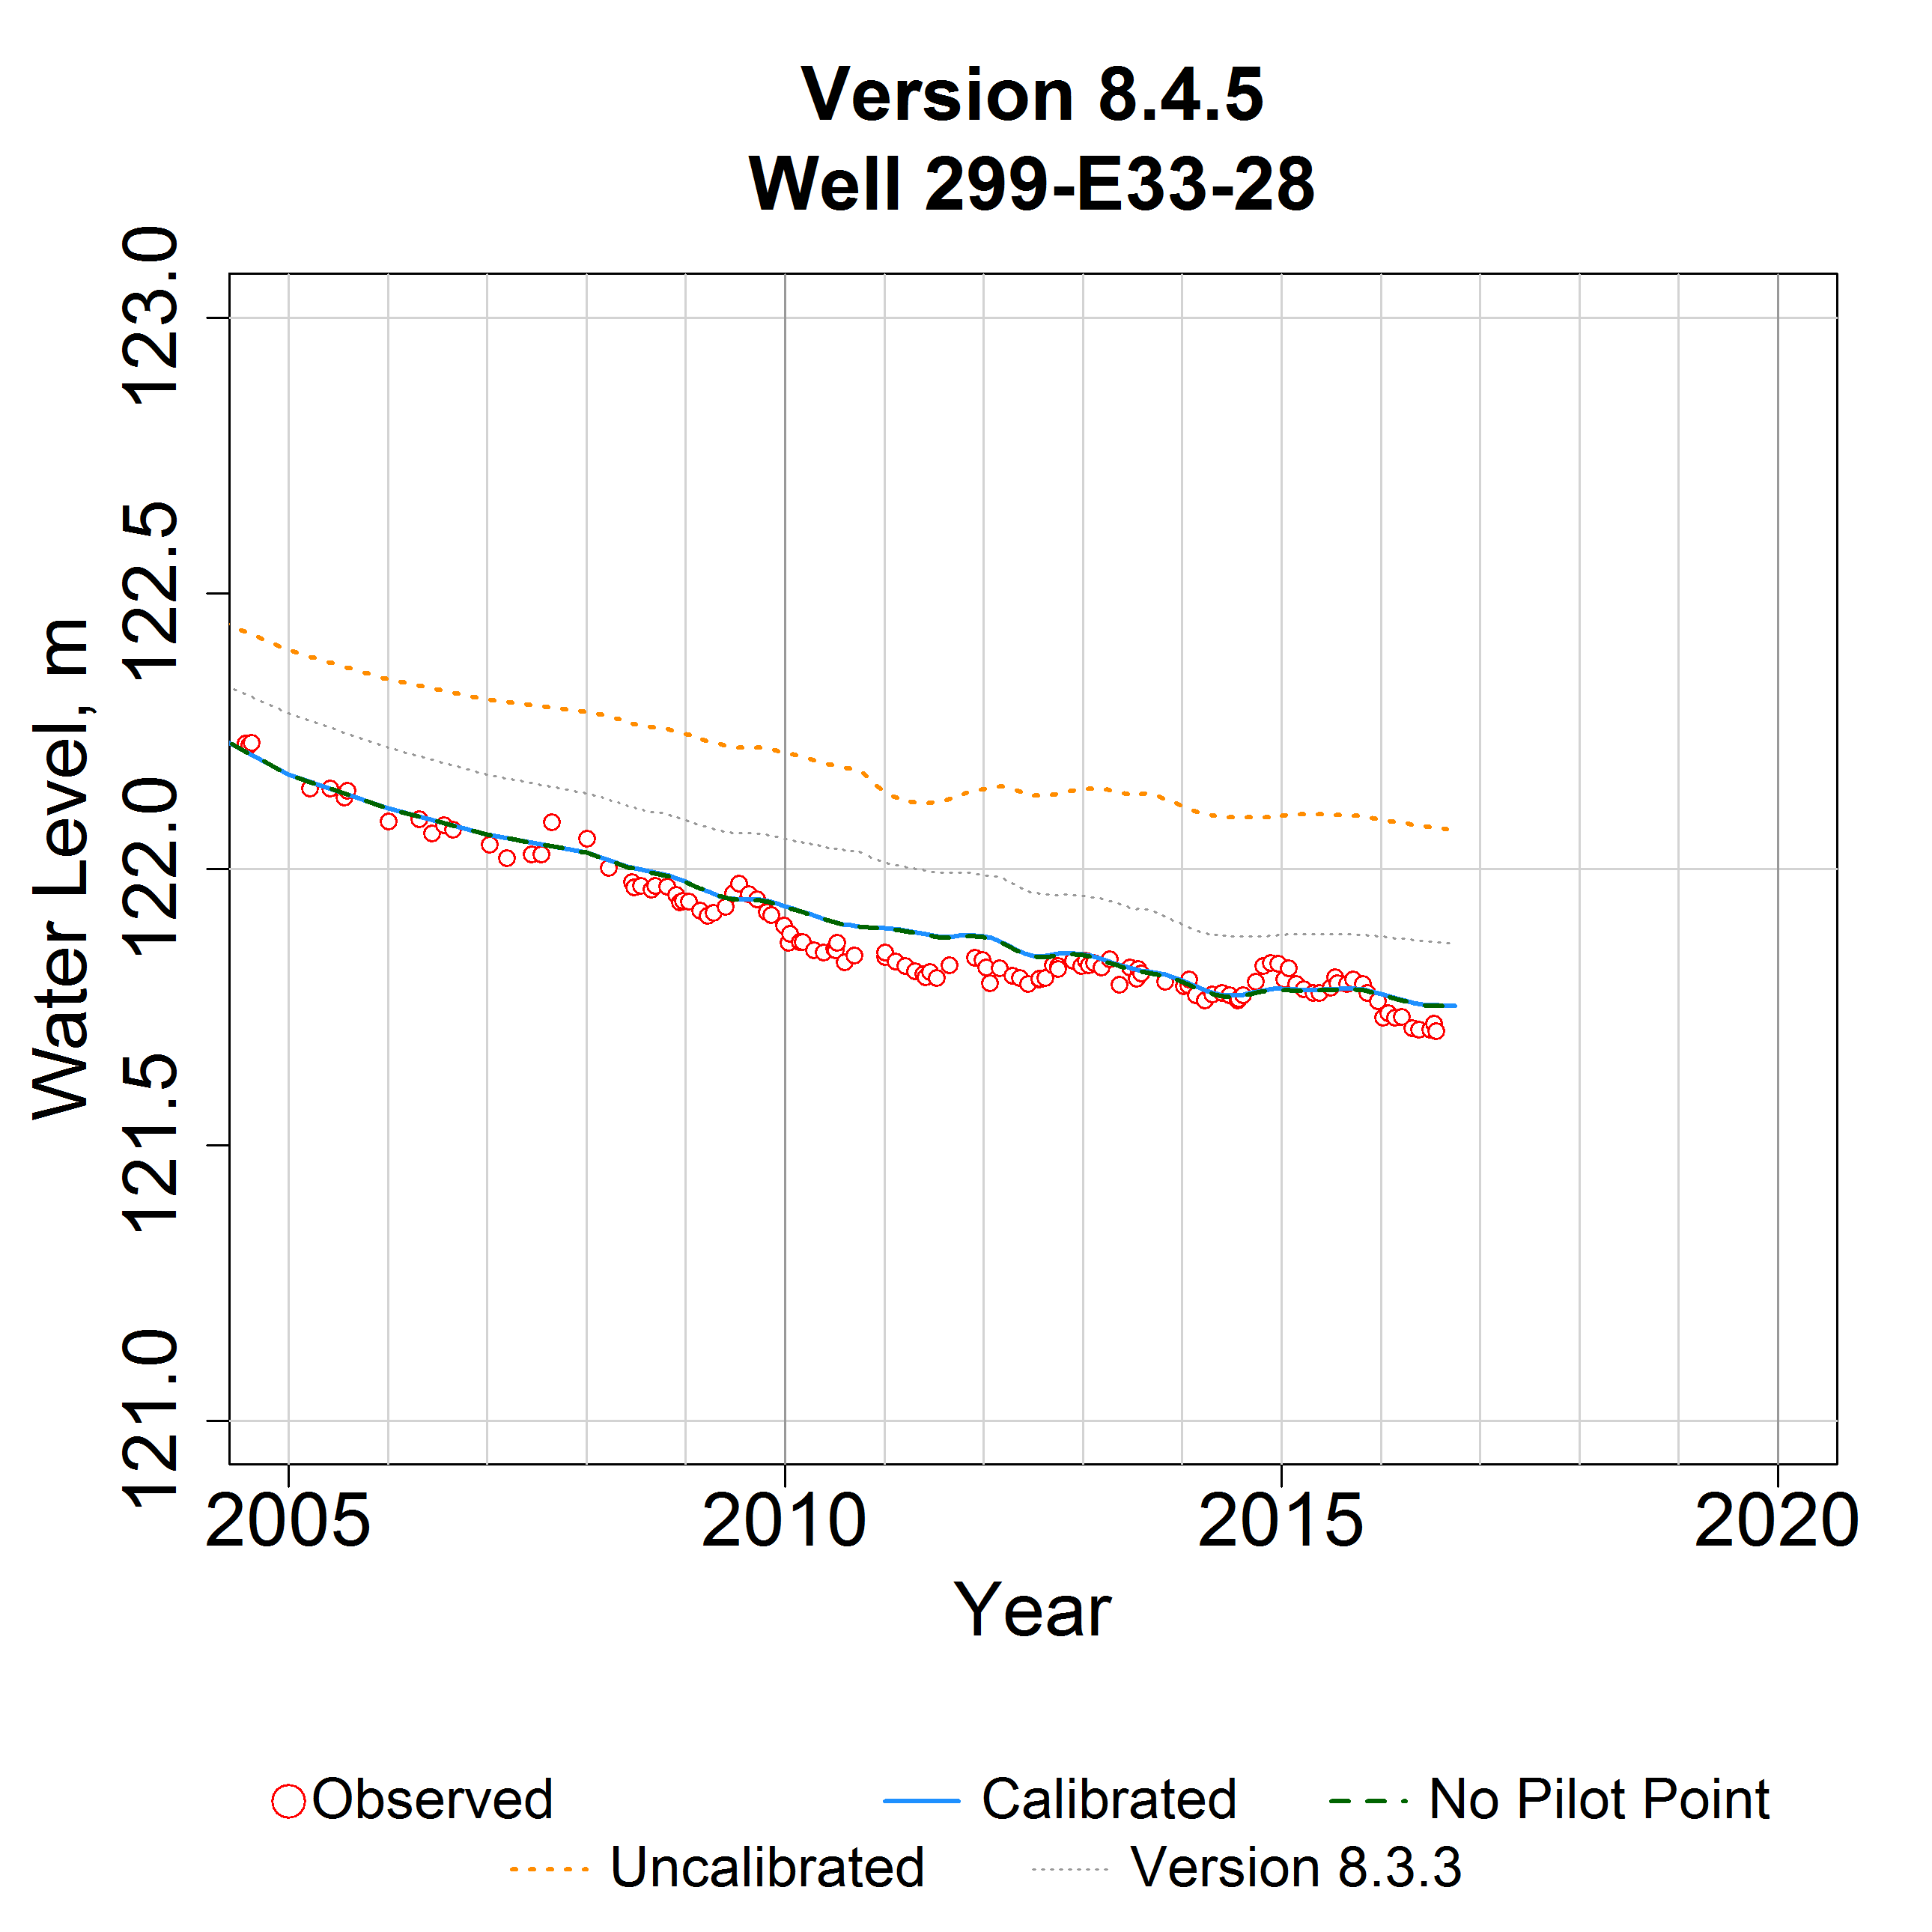 Version 8.4.5
Well 299-E33-28
Water Level, m
123.0
122.5
122.0
121.5
121.0
2005 2010 2015 2020
Year
Observed Calibrated No Pilot Point
Uncalibrated Version 8.3.3